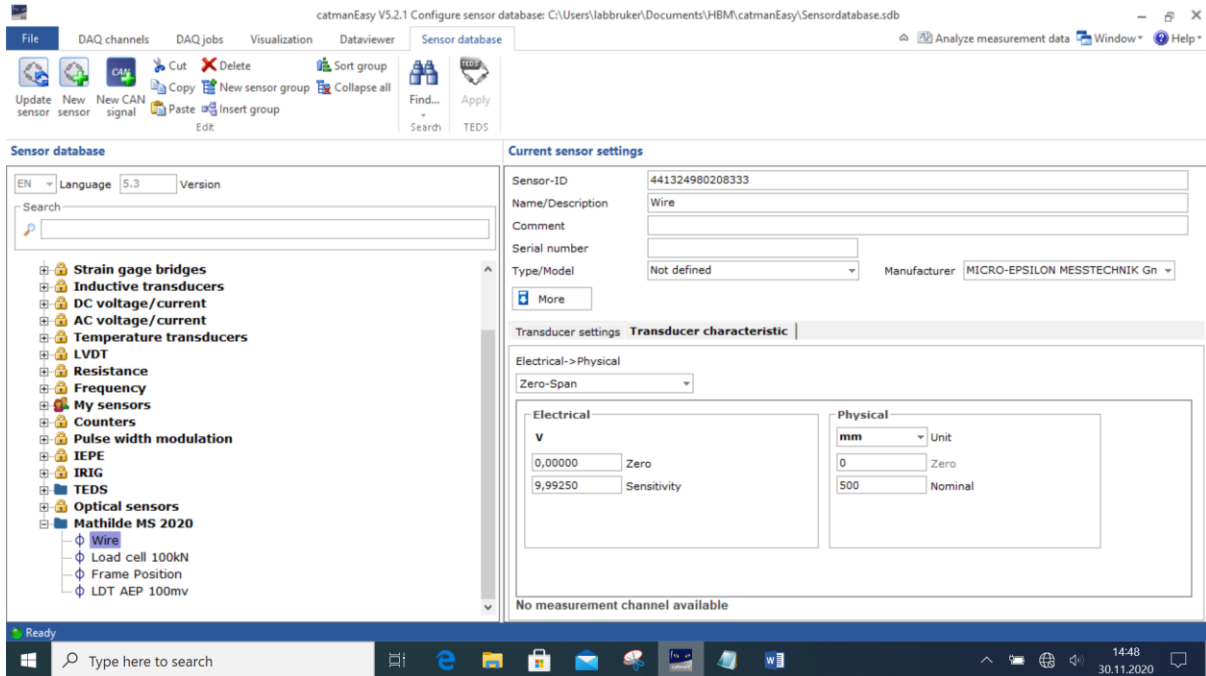 catmanEasy V5.2.1 Configure sensor database: C:\Users\labbruker\Documents\HBM\catmanEasy\Sensordatabase.sdb
File DAQ channels DAQ jobs Visualization Dataviewer Sensor database Analyze measurement data Window Help
Update sensor
New sensor
CAN
New CAN signal
Cut Delete Sort group
Copy New sensor group Collapse all
Paste Insert group
Edit
Find...
Search
TEDS
Apply
TEDS
Sensor database
EN Language 5.3 Version
Search
Strain gage bridges
Inductive transducers
DC voltage/current
AC voltage/current
Temperature transducers
LVDT
Resistance
Frequency
My sensors
Counters
Pulse width modulation
IEPE
IRIG
TEDS
Optical sensors
Mathilde MS 2020
Wire
Load cell 100kN
Frame Position
LDT AEP 100mv
Current sensor settings
Sensor-ID 441324980208333
Name/Description Wire
Comment
Serial number
Type/Model Not defined Manufacturer MICRO-EPSILON MESSTECHNIK Gn
More
Transducer settings Transducer characteristic
Electrical->Physical
Zero-Span
Electrical
V
0,00000 Zero
9,99250 Sensitivity
Physical
mm Unit
0 Zero
500 Nominal
No measurement channel available
Ready
Type here to search
catman
14:48
30.11.2020